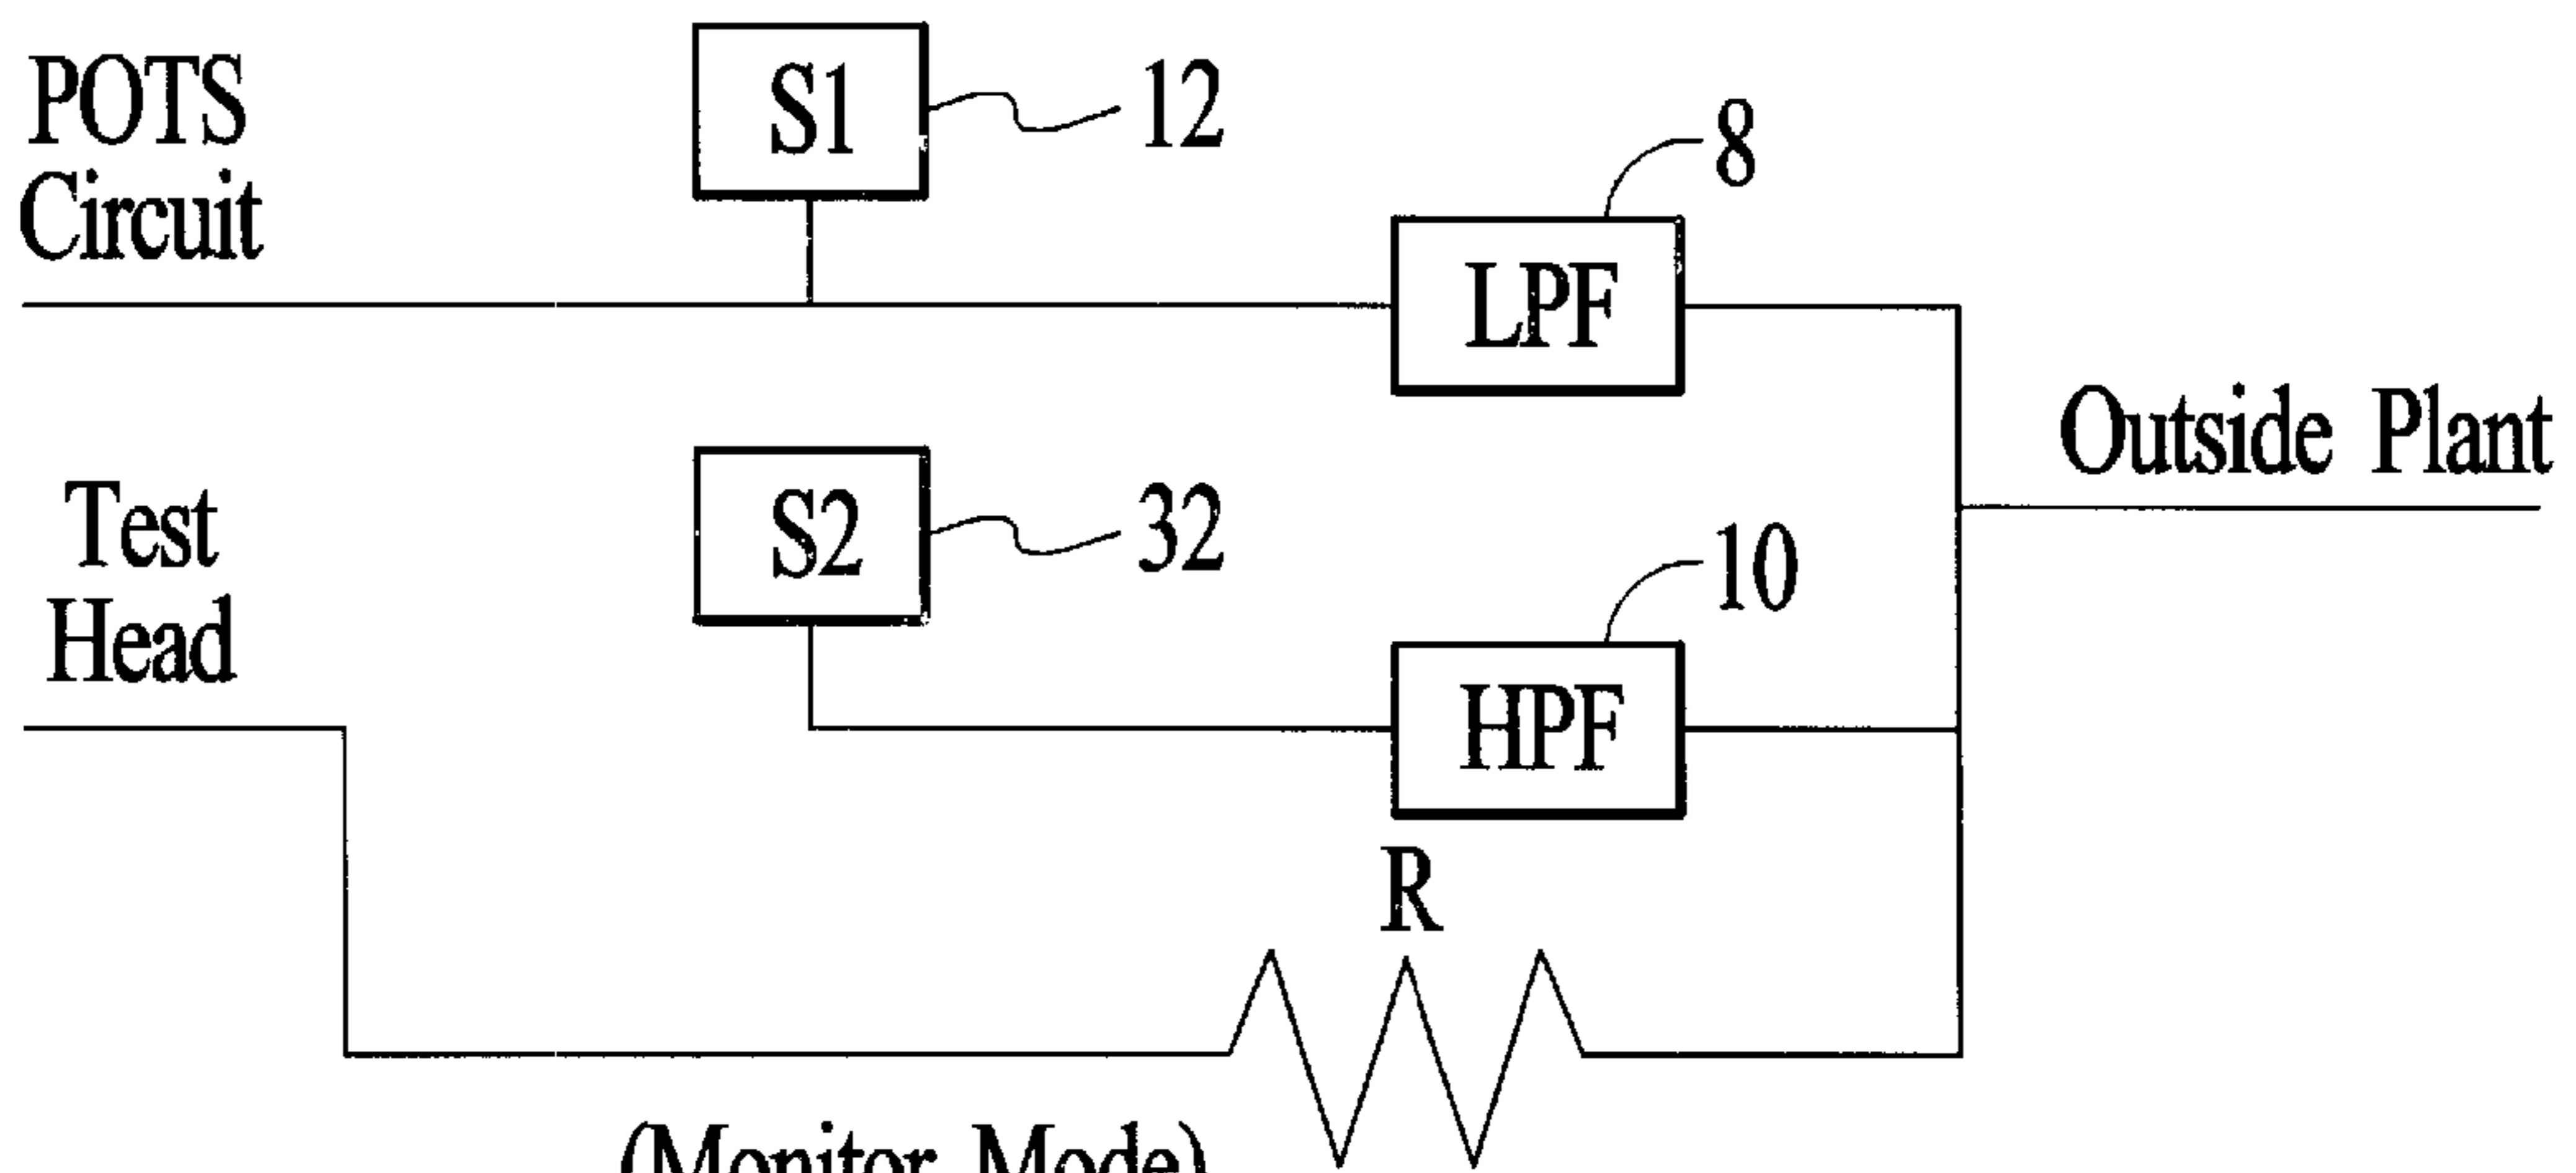 POTS
Circuit
S1
12
8
LPF
Outside Plant
Test
Head
S2
32
10
HPF
R
(Monitor Mode)